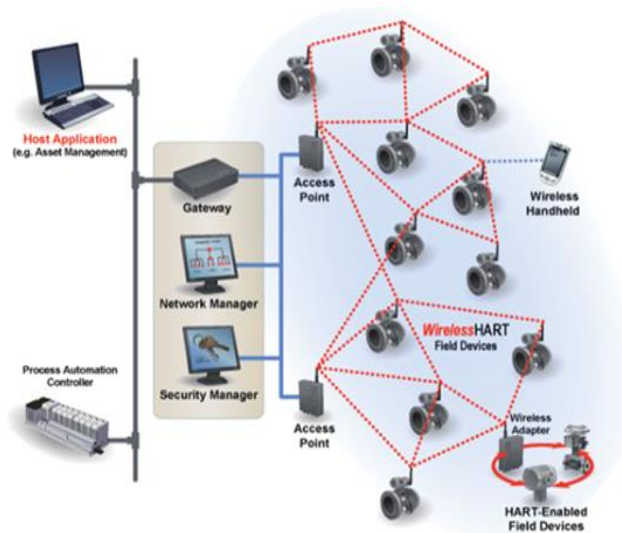 Host Application
(e.g. Asset Management)
Gateway
Access
Point
Wireless
Handheld
Network Manager
WirelessHART
Field Devices
Security Manager
Process Automation
Controller
Access
Point
Wireless
Adapter
HART-Enabled
Field Devices